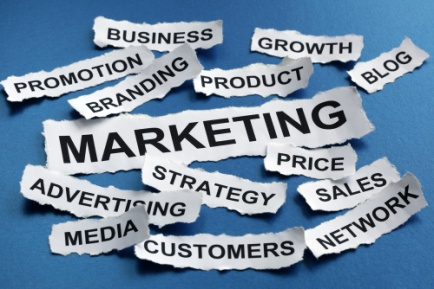 BUSINESS
GROWTH
BLOG
PROMOTION
BRANDING
PRODUCT
MARKETING
PRICE
STRATEGY
SALES
ADVERTISING
NETWORK
MEDIA
CUSTOMERS